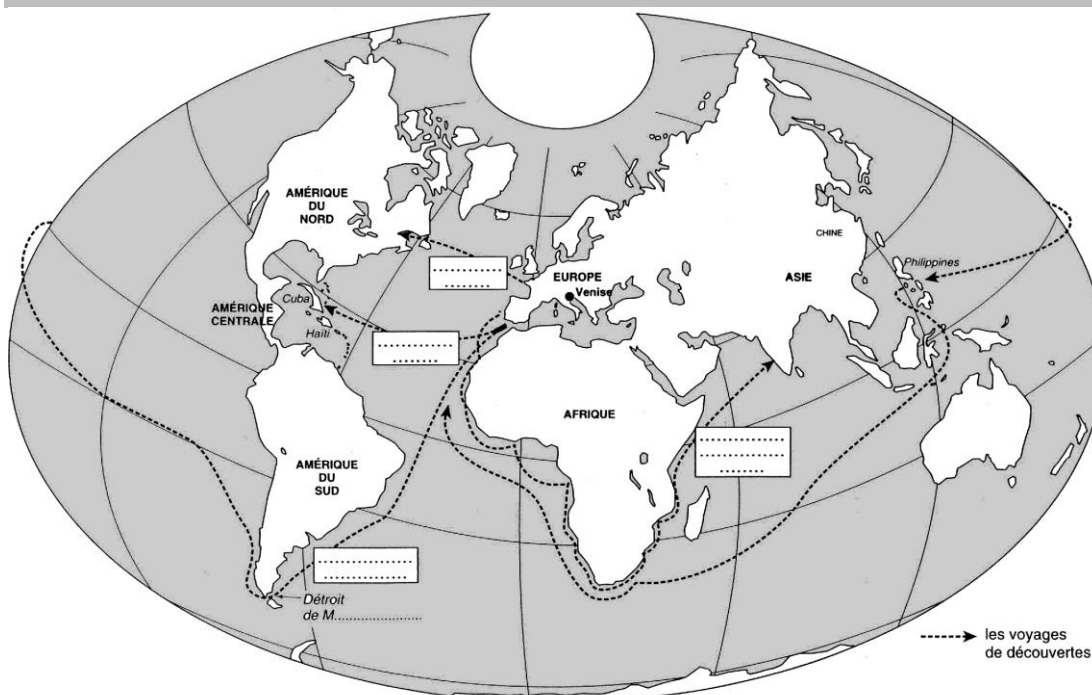 AMÉRIQUE
DU
NORD
CHINE
Philippines
EUROPE
Venise
ASIE
Cuba
AMÉRIQUE
CENTRALE
Haïti
AFRIQUE
AMÉRIQUE
DU
SUD
Détroit
de M......................
les voyages
de découvertes